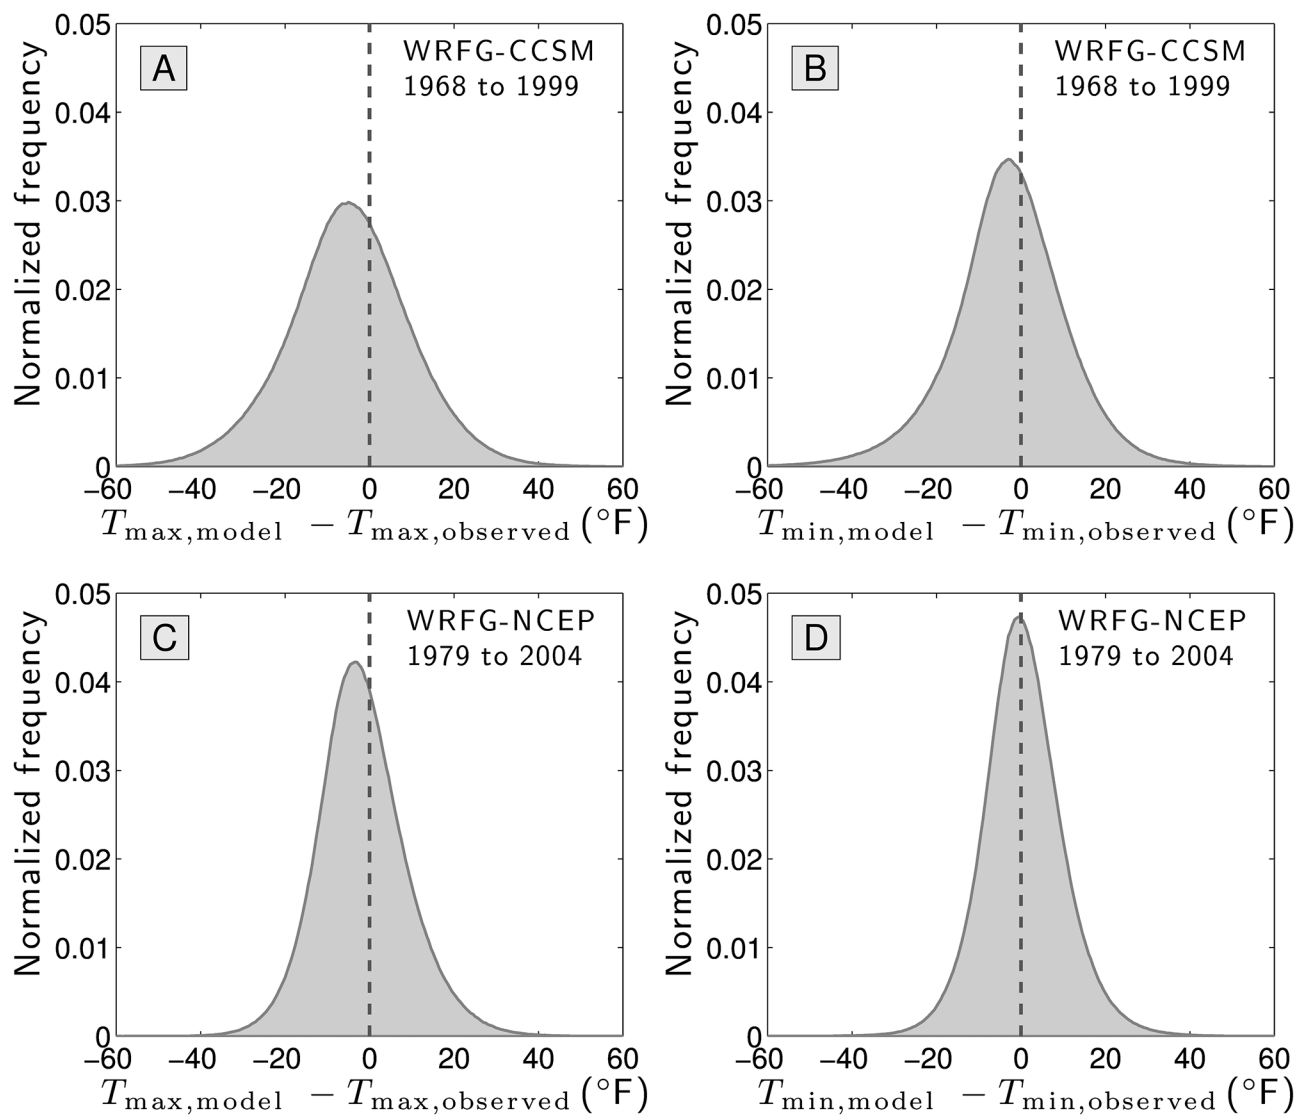 A
WRFG-CCSM
1968 to 1999
Normalized frequency
0.05
0.04
0.03
0.02
0.01
0
−60 −40 −20 0 20 40 60
Tmax,model − Tmax,observed (°F)
B
WRFG-CCSM
1968 to 1999
Normalized frequency
0.05
0.04
0.03
0.02
0.01
0
−60 −40 −20 0 20 40 60
Tmin,model − Tmin,observed (°F)
C
WRFG-NCEP
1979 to 2004
Normalized frequency
0.05
0.04
0.03
0.02
0.01
0
−60 −40 −20 0 20 40 60
Tmax,model − Tmax,observed (°F)
D
WRFG-NCEP
1979 to 2004
Normalized frequency
0.05
0.04
0.03
0.02
0.01
0
−60 −40 −20 0 20 40 60
Tmin,model − Tmin,observed (°F)